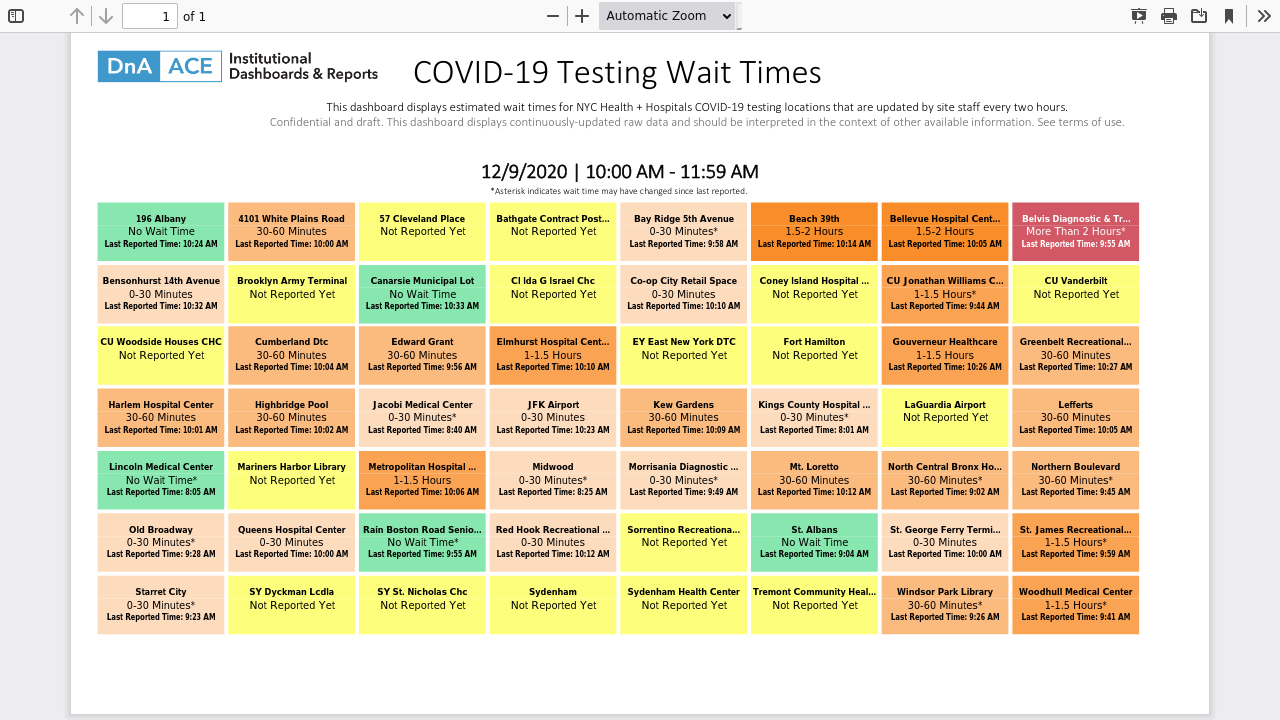 1 of 1 Automatic Zoom
DnA ACE Institutional
Dashboards & Reports
COVID-19 Testing Wait Times
This dashboard displays estimated wait times for NYC Health + Hospitals COVID-19 testing locations that are updated by site staff every two hours.
Confidential and draft. This dashboard displays continuously-updated raw data and should be interpreted in the context of other available information. See terms of use.
12/9/2020 | 10:00 AM - 11:59 AM
*Asterisk indicates wait time may have changed since last reported.
196 Albany
No Wait Time
Last Reported Time: 10:24 AM
4101 White Plains Road
30-60 Minutes
Last Reported Time: 10:00 AM
57 Cleveland Place
Not Reported Yet
Bathgate Contract Post...
Not Reported Yet
Bay Ridge 5th Avenue
0-30 Minutes*
Last Reported Time: 9:58 AM
Beach 39th
1.5-2 Hours
Last Reported Time: 10:14 AM
Bellevue Hospital Cent...
1.5-2 Hours
Last Reported Time: 10:05 AM
Belvis Diagnostic & Tr...
More Than 2 Hours*
Last Reported Time: 9:55 AM
Bensonhurst 14th Avenue
0-30 Minutes
Last Reported Time: 10:32 AM
Brooklyn Army Terminal
Not Reported Yet
Canarsie Municipal Lot
No Wait Time
Last Reported Time: 10:33 AM
CI Ida G Israel Chc
Not Reported Yet
Co-op City Retail Space
0-30 Minutes
Last Reported Time: 10:10 AM
Coney Island Hospital ...
Not Reported Yet
CU Jonathan Williams C...
1-1.5 Hours*
Last Reported Time: 9:44 AM
CU Vanderbilt
Not Reported Yet
CU Woodside Houses CHC
Not Reported Yet
Cumberland Dtc
30-60 Minutes
Last Reported Time: 10:04 AM
Edward Grant
30-60 Minutes
Last Reported Time: 9:56 AM
Elmhurst Hospital Cent...
1-1.5 Hours
Last Reported Time: 10:10 AM
EY East New York DTC
Not Reported Yet
Fort Hamilton
Not Reported Yet
Gouverneur Healthcare
1-1.5 Hours
Last Reported Time: 10:26 AM
Greenbelt Recreational...
30-60 Minutes
Last Reported Time: 10:27 AM
Harlem Hospital Center
30-60 Minutes
Last Reported Time: 10:01 AM
Highbridge Pool
30-60 Minutes
Last Reported Time: 10:02 AM
Jacobi Medical Center
0-30 Minutes*
Last Reported Time: 8:40 AM
JFK Airport
0-30 Minutes
Last Reported Time: 10:23 AM
Kew Gardens
30-60 Minutes
Last Reported Time: 10:09 AM
Kings County Hospital ...
0-30 Minutes*
Last Reported Time: 8:01 AM
LaGuardia Airport
Not Reported Yet
Lefferts
30-60 Minutes
Last Reported Time: 10:05 AM
Lincoln Medical Center
No Wait Time*
Last Reported Time: 8:05 AM
Mariners Harbor Library
Not Reported Yet
Metropolitan Hospital ...
1-1.5 Hours
Last Reported Time: 10:06 AM
Midwood
0-30 Minutes*
Last Reported Time: 8:25 AM
Morrisania Diagnostic ...
0-30 Minutes*
Last Reported Time: 9:49 AM
Mt. Loretto
30-60 Minutes
Last Reported Time: 10:12 AM
North Central Bronx Ho...
30-60 Minutes*
Last Reported Time: 9:02 AM
Northern Boulevard
30-60 Minutes*
Last Reported Time: 9:45 AM
Old Broadway
0-30 Minutes*
Last Reported Time: 9:28 AM
Queens Hospital Center
0-30 Minutes
Last Reported Time: 10:00 AM
Rain Boston Road Senio...
No Wait Time*
Last Reported Time: 9:55 AM
Red Hook Recreational ...
0-30 Minutes
Last Reported Time: 10:12 AM
Sorrentino Recreationa...
Not Reported Yet
St. Albans
No Wait Time
Last Reported Time: 9:04 AM
St. George Ferry Termi...
0-30 Minutes
Last Reported Time: 10:00 AM
St. James Recreational...
1-1.5 Hours*
Last Reported Time: 9:59 AM
Starret City
0-30 Minutes*
Last Reported Time: 9:23 AM
SY Dyckman Lcdla
Not Reported Yet
SY St. Nicholas Chc
Not Reported Yet
Sydenham
Not Reported Yet
Sydenham Health Center
Not Reported Yet
Tremont Community Heal...
Not Reported Yet
Windsor Park Library
30-60 Minutes*
Last Reported Time: 9:26 AM
Woodhull Medical Center
1-1.5 Hours*
Last Reported Time: 9:41 AM